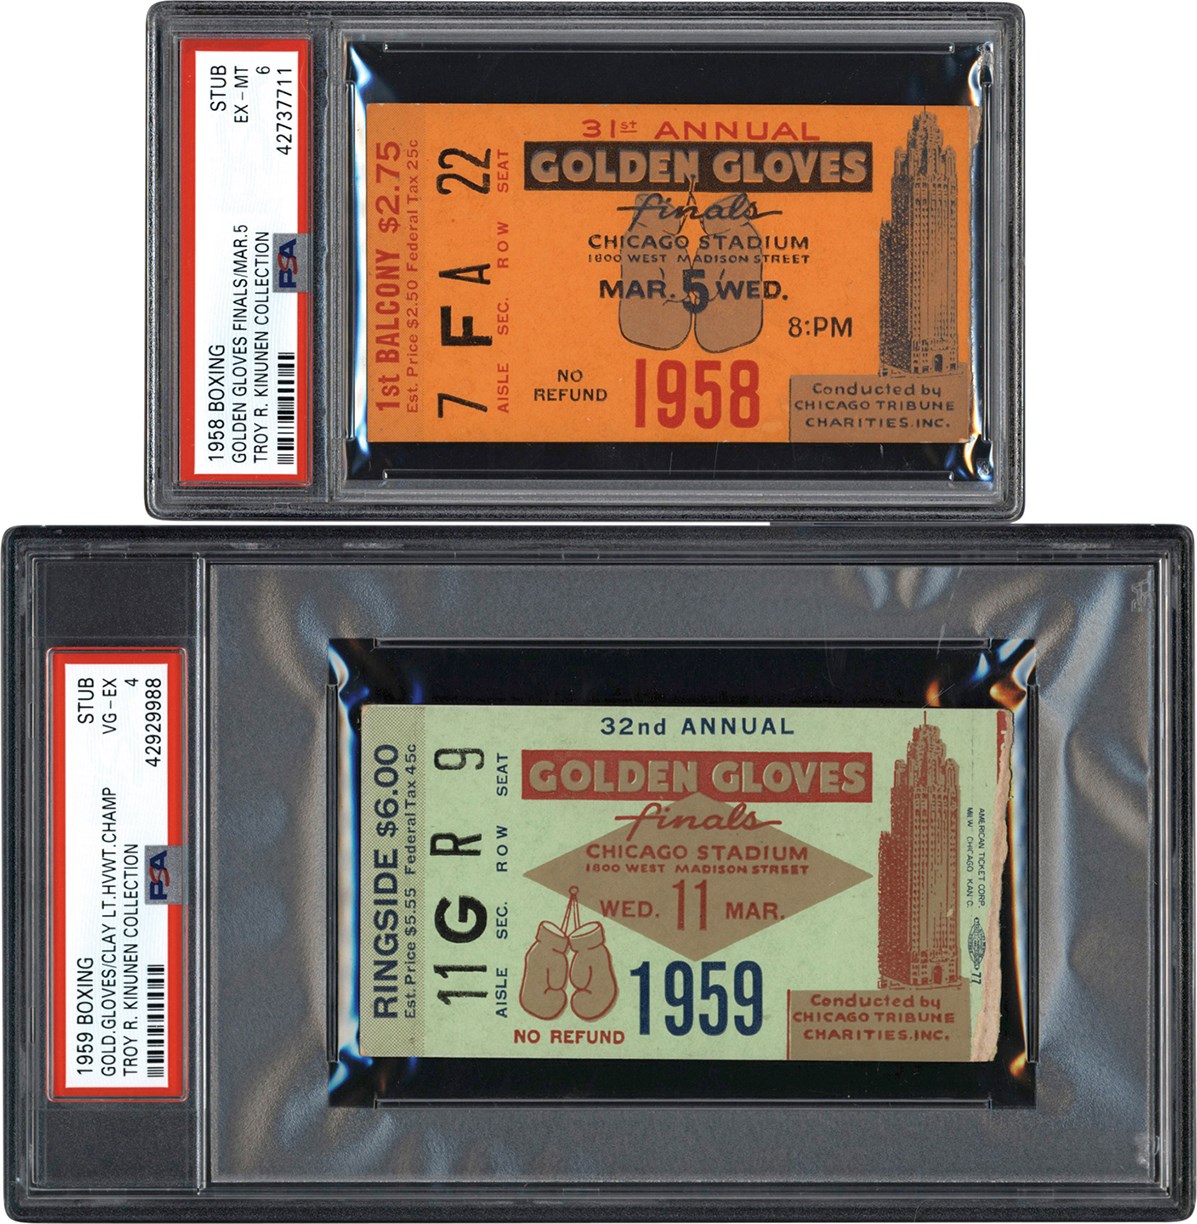 1958 BOXING
STUB
GOLDEN GLOVES FINALS/MAR.5
EX-MT
TROY R. KINUNEN COLLECTION
6
42737711
PSA
1st BALCONY $2.75
Est. Price $2.50 Federal Tax 25c
7 F A 22
AISLE SEC. ROW SEAT
31st ANNUAL
GOLDEN GLOVES
finals
CHICAGO STADIUM
1800 WEST MADISON STREET
MAR. 5 WED.
8:PM
NO
REFUND
1958
Conducted by
CHICAGO TRIBUNE
CHARITIES.INC.
1959 BOXING
STUB
GOLD.GLOVES/CLAY LT.HVWT.CHAMP
VG-EX
TROY R. KINUNEN COLLECTION
4
42929988
PSA
RINGSIDE $6.00
Est. Price $5.55 Federal Tax 45c
11 G R 9
AISLE SEC. ROW SEAT
32nd ANNUAL
GOLDEN GLOVES
finals
CHICAGO STADIUM
1800 WEST MADISON STREET
WED. 11 MAR.
NO REFUND
1959
Conducted by
CHICAGO TRIBUNE
CHARITIES.INC.
AMERICAN TICKET CORP.
MILW. CHICAGO KAN C.
77